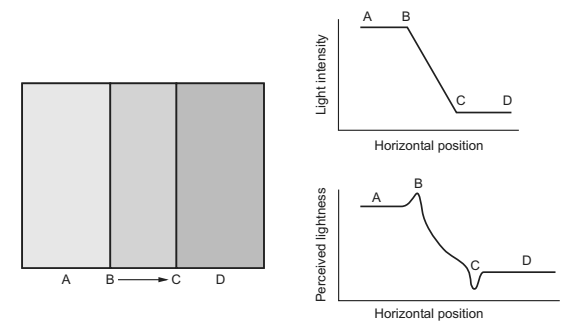 A B C D
A B
C D
Light intensity
Horizontal position
B
A
C D
Perceived lightness
Horizontal position